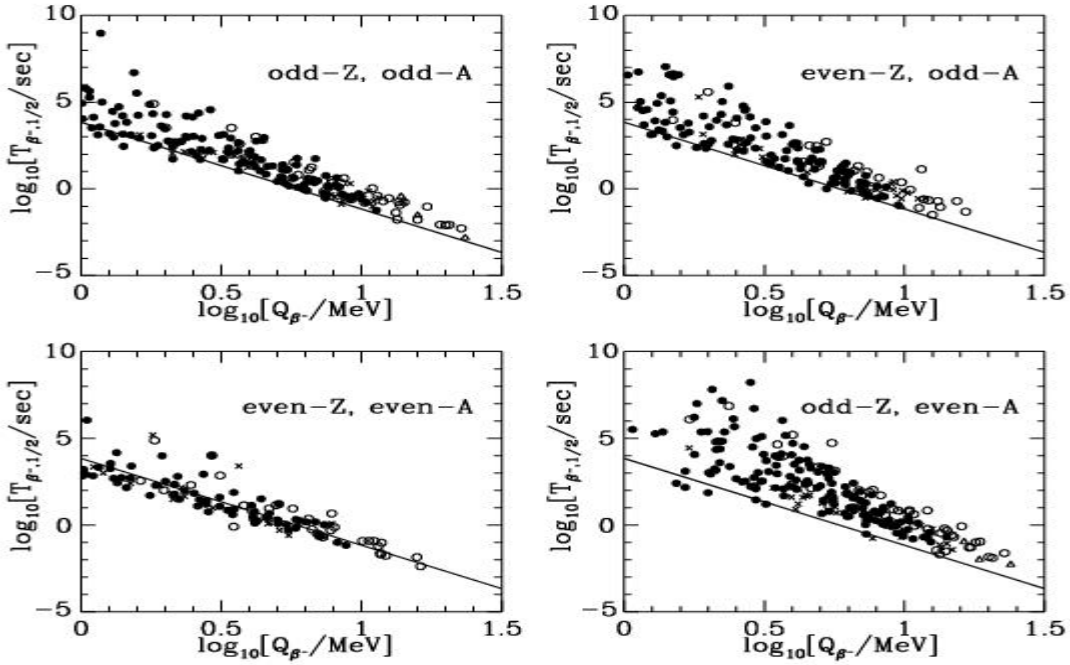 10
5
0
−5
odd−Z, odd−A
log10[Tβ−,1/2/sec]
0 0.5 1 1.5
log10[Qβ−/MeV]
10
5
0
−5
even−Z, odd−A
log10[Tβ−,1/2/sec]
0 0.5 1 1.5
log10[Qβ−/MeV]
10
5
0
−5
even−Z, even−A
log10[Tβ−,1/2/sec]
0 0.5 1 1.5
log10[Qβ−/MeV]
10
5
0
−5
odd−Z, even−A
log10[Tβ−,1/2/sec]
0 0.5 1 1.5
log10[Qβ−/MeV]